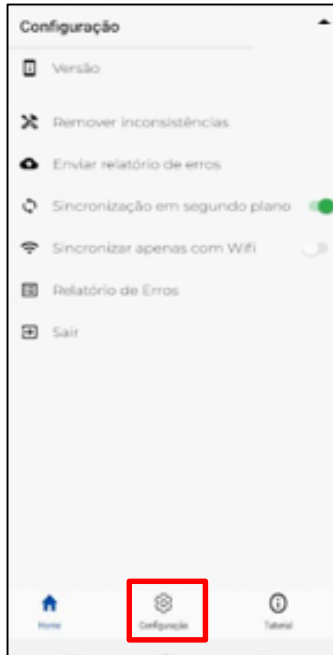 Configuração
Versão
Remover inconsistências
Enviar relatório de erros
Sincronização em segundo plano
Sincronizar apenas com Wifi
Relatório de Erros
Sair
Home
Configuração
Tutorial